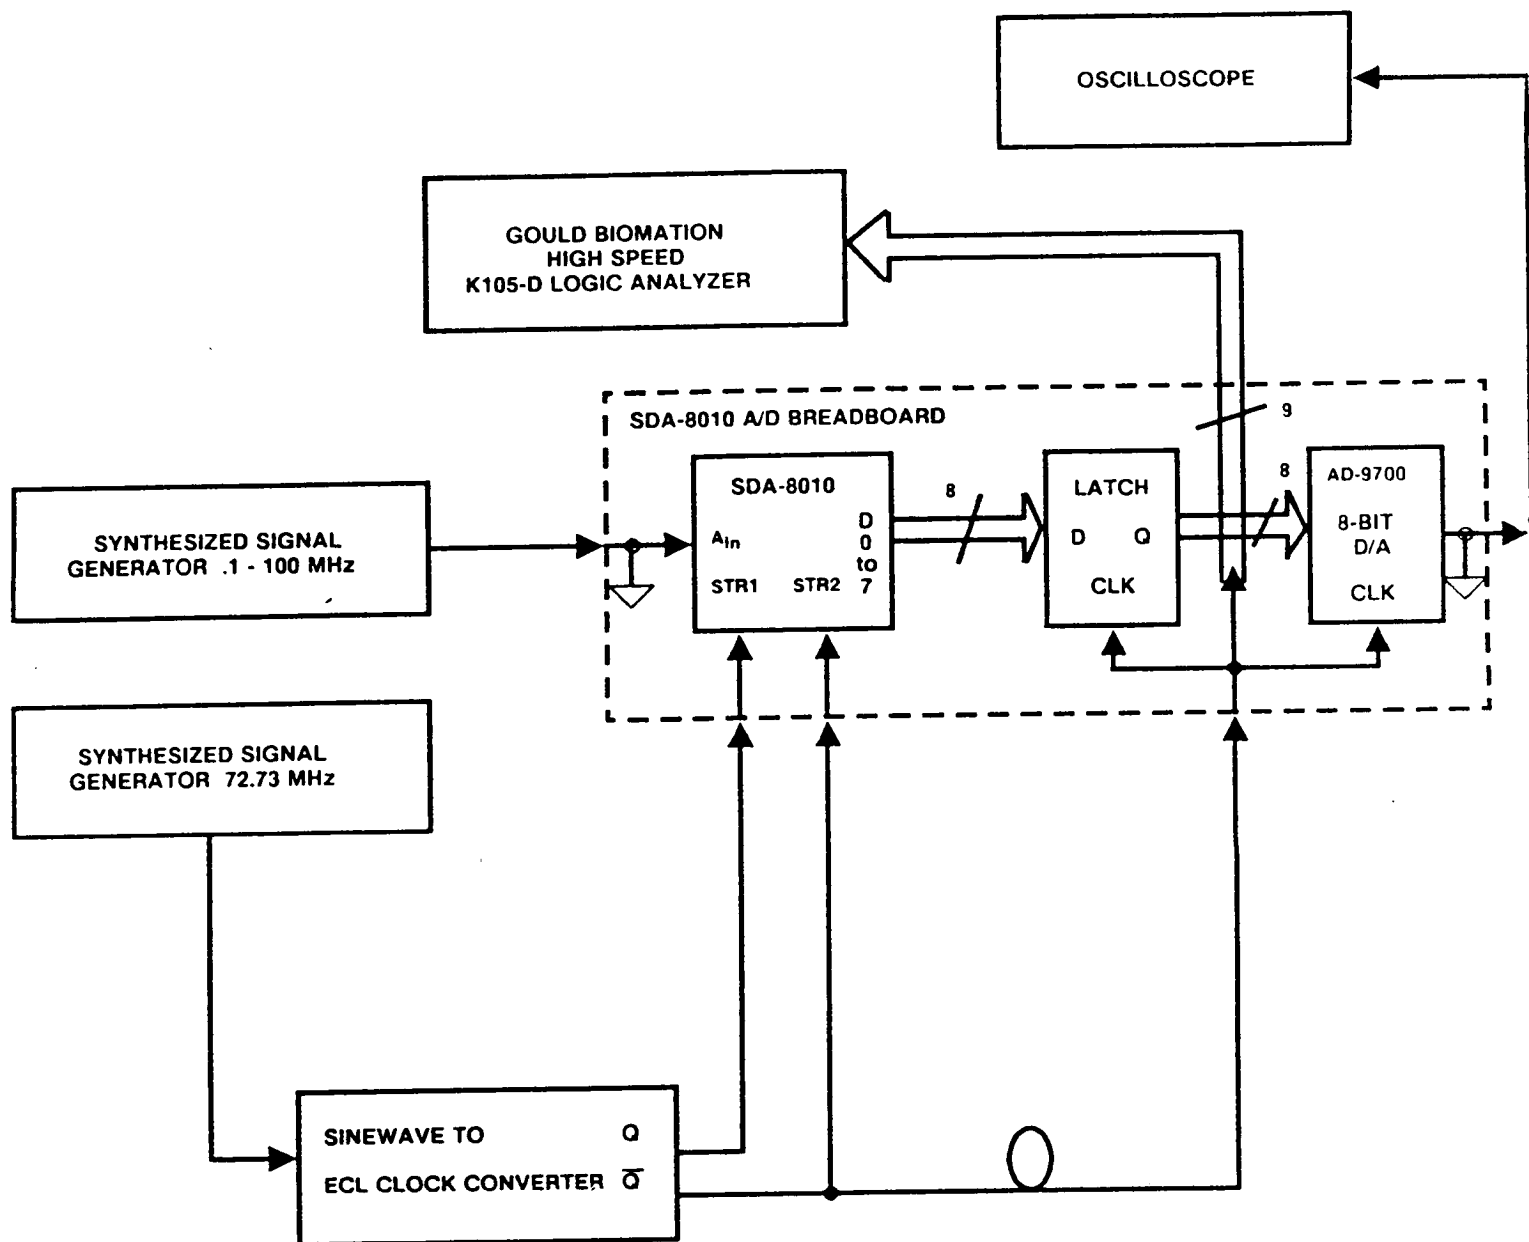 OSCILLOSCOPE
GOULD BIOMATION
HIGH SPEED
K105-D LOGIC ANALYZER
SDA-8010 A/D BREADBOARD
9
SYNTHESIZED SIGNAL
GENERATOR .1 - 100 MHz
SDA-8010
Ain
STR1
STR2
D
0
to
7
8
LATCH
D Q
CLK
8
AD-9700
8-BIT
D/A
CLK
SYNTHESIZED SIGNAL
GENERATOR 72.73 MHz
SINEWAVE TO Q
ECL CLOCK CONVERTER Q̅